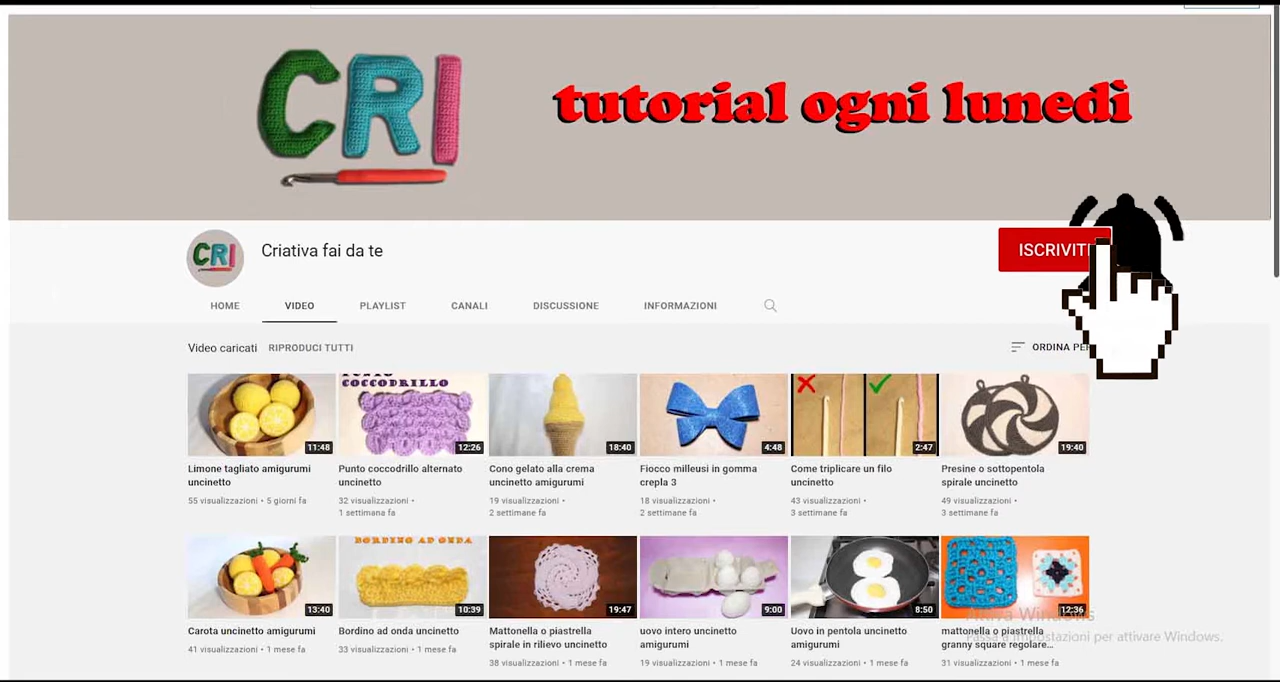 CRI
tutorial ogni lunedì
CRI
Criativa fai da te
ISCRIVITI
HOME
VIDEO
PLAYLIST
CANALI
DISCUSSIONE
INFORMAZIONI
Video caricati
RIPRODUCI TUTTI
ORDINA PER
11:48
COCCODRILLO
12:26
18:40
4:48
2:47
19:40
Limone tagliato amigurumi
uncinetto
55 visualizzazioni • 5 giorni fa
Punto coccodrillo alternato
uncinetto
32 visualizzazioni •
1 settimana fa
Cono gelato alla crema
uncinetto amigurumi
19 visualizzazioni •
2 settimane fa
Fiocco milleusi in gomma
crepla 3
18 visualizzazioni •
2 settimane fa
Come triplicare un filo
uncinetto
43 visualizzazioni •
3 settimane fa
Presine o sottopentola
spirale uncinetto
49 visualizzazioni •
3 settimane fa
13:40
BORDINO AD ONDA
10:39
19:47
9:00
8:50
12:36
Carota uncinetto amigurumi
41 visualizzazioni • 1 mese fa
Bordino ad onda uncinetto
33 visualizzazioni • 1 mese fa
Mattonella o piastrella
spirale in rilievo uncinetto
38 visualizzazioni • 1 mese fa
uovo intero uncinetto
amigurumi
19 visualizzazioni • 1 mese fa
Uovo in pentola uncinetto
amigurumi
24 visualizzazioni • 1 mese fa
mattonella o piastrella
granny square regolare...
31 visualizzazioni • 1 mese fa
Attiva Windows
Passa a Impostazioni per attivare Windows.